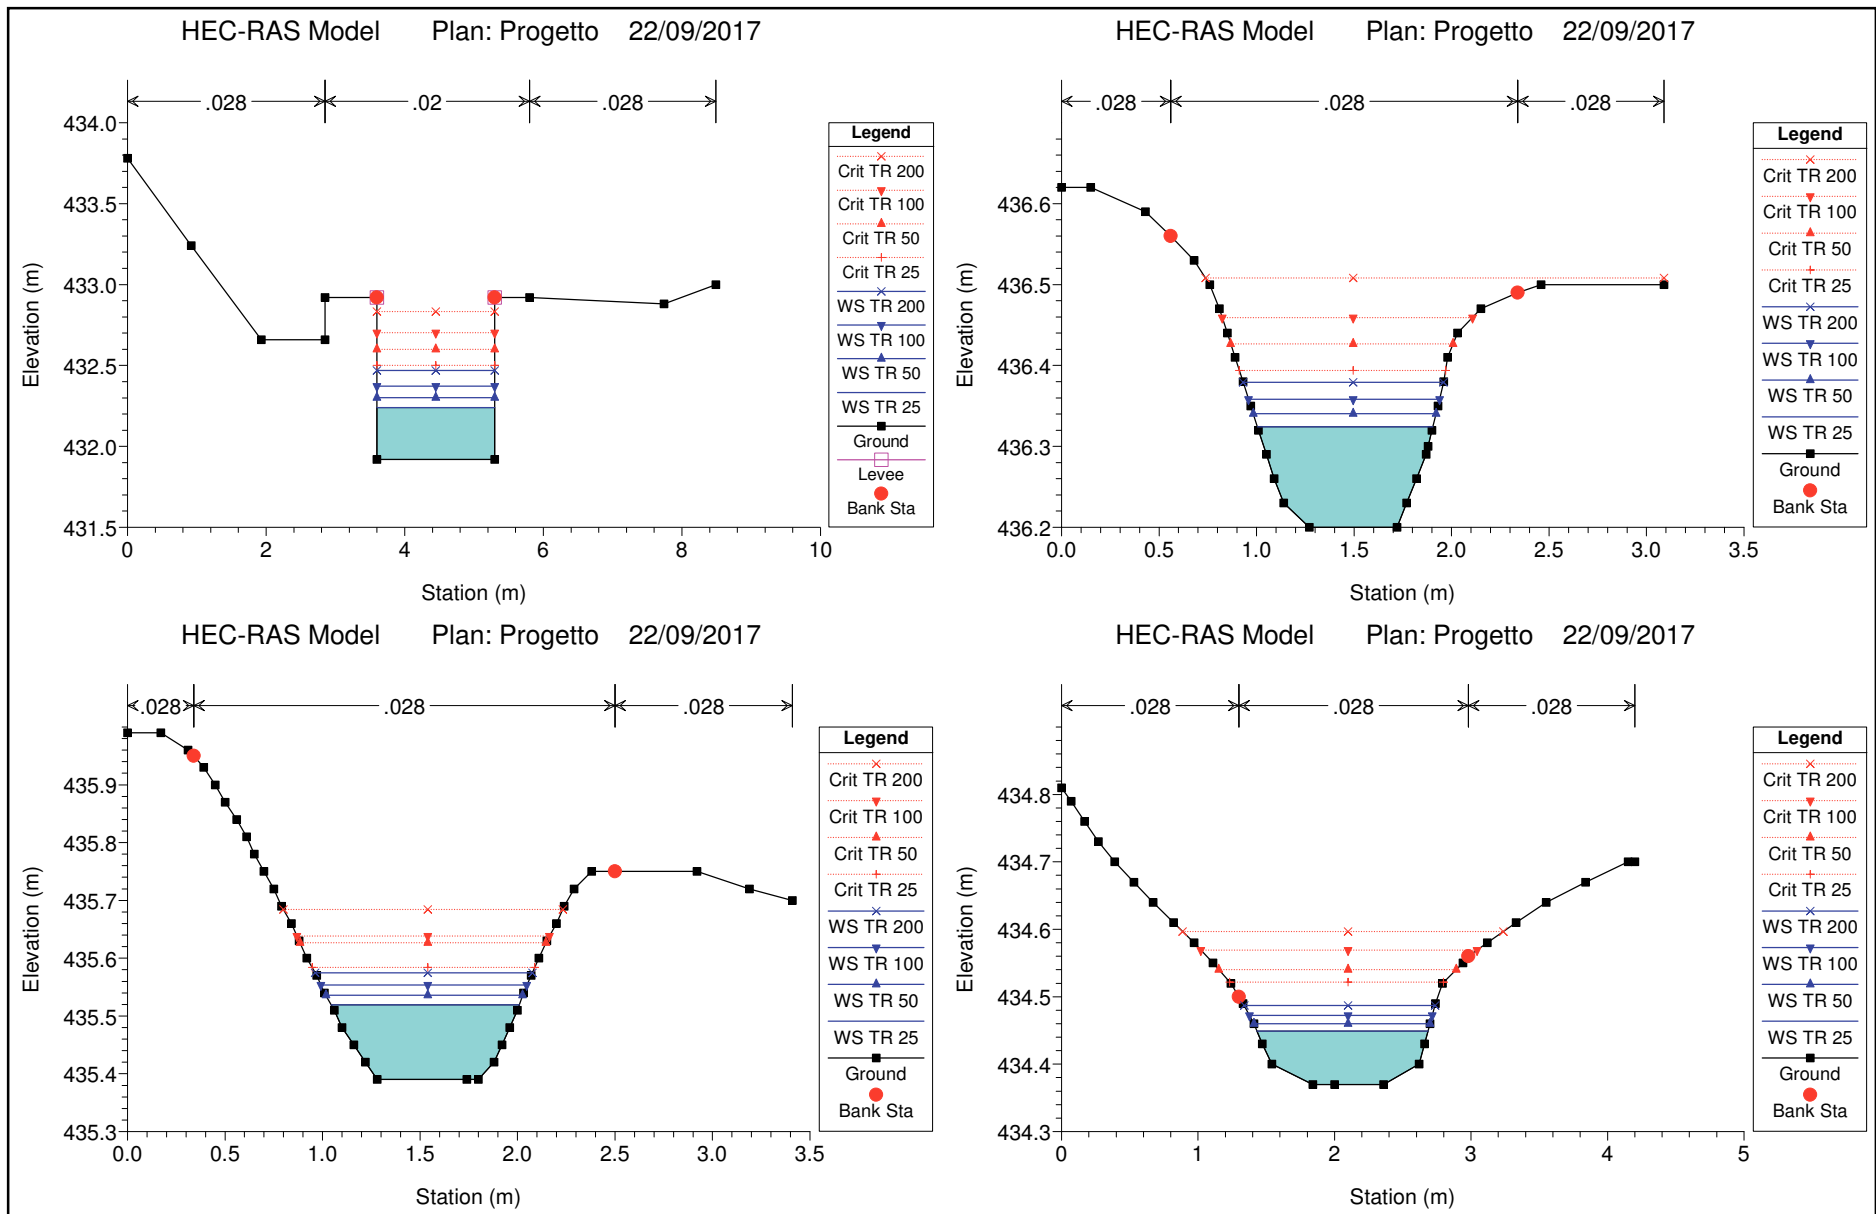 HEC-RAS Model Plan: Progetto 22/09/2017
.028 .02 .028
434.0
433.5
433.0
432.5
432.0
431.5
Elevation (m)
0 2 4 6 8 10
Station (m)
Legend
Crit TR 200
Crit TR 100
Crit TR 50
Crit TR 25
WS TR 200
WS TR 100
WS TR 50
WS TR 25
Ground
Levee
Bank Sta
HEC-RAS Model Plan: Progetto 22/09/2017
.028 .028 .028
436.6
436.5
436.4
436.3
436.2
Elevation (m)
0.0 0.5 1.0 1.5 2.0 2.5 3.0 3.5
Station (m)
Legend
Crit TR 200
Crit TR 100
Crit TR 50
Crit TR 25
WS TR 200
WS TR 100
WS TR 50
WS TR 25
Ground
Bank Sta
HEC-RAS Model Plan: Progetto 22/09/2017
.028 .028 .028
435.9
435.8
435.7
435.6
435.5
435.4
435.3
Elevation (m)
0.0 0.5 1.0 1.5 2.0 2.5 3.0 3.5
Station (m)
Legend
Crit TR 200
Crit TR 100
Crit TR 50
Crit TR 25
WS TR 200
WS TR 100
WS TR 50
WS TR 25
Ground
Bank Sta
HEC-RAS Model Plan: Progetto 22/09/2017
.028 .028 .028
434.8
434.7
434.6
434.5
434.4
434.3
Elevation (m)
0 1 2 3 4 5
Station (m)
Legend
Crit TR 200
Crit TR 100
Crit TR 50
Crit TR 25
WS TR 200
WS TR 100
WS TR 50
WS TR 25
Ground
Bank Sta